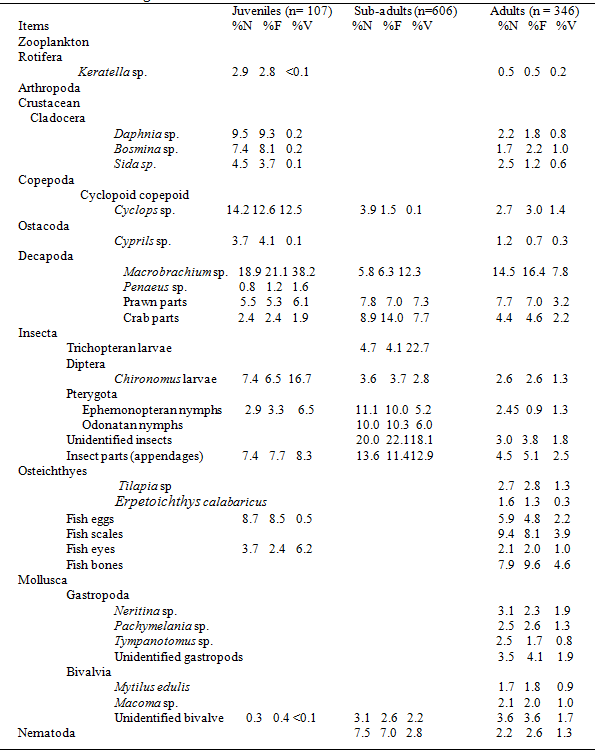 Juveniles (n= 107) Sub-adults (n=606) Adults (n = 346)
Items %N %F %V %N %F %V %N %F %V
Zooplankton
Rotifera
Keratella sp. 2.9 2.8 <0.1 0.5 0.5 0.2
Arthropoda
Crustacean
Cladocera
Daphnia sp. 9.5 9.3 0.2 2.2 1.8 0.8
Bosmina sp. 7.4 8.1 0.2 1.7 2.2 1.0
Sida sp. 4.5 3.7 0.1 2.5 1.2 0.6
Copepoda
Cyclopoid copepoid
Cyclops sp. 14.2 12.6 12.5 3.9 1.5 0.1 2.7 3.0 1.4
Ostacoda
Cyprils sp. 3.7 4.1 0.1 1.2 0.7 0.3
Decapoda
Macrobrachium sp. 18.9 21.1 38.2 5.8 6.3 12.3 14.5 16.4 7.8
Penaeus sp. 0.8 1.2 1.6
Prawn parts 5.5 5.3 6.1 7.8 7.0 7.3 7.7 7.0 3.2
Crab parts 2.4 2.4 1.9 8.9 14.0 7.7 4.4 4.6 2.2
Insecta
Trichopteran larvae 4.7 4.1 22.7
Diptera
Chironomus larvae 7.4 6.5 16.7 3.6 3.7 2.8 2.6 2.6 1.3
Pterygota
Ephemonopteran nymphs 2.9 3.3 6.5 11.1 10.0 5.2 2.45 0.9 1.3
Odonatan nymphs 10.0 10.3 6.0
Unidentified insects 20.0 22.118.1 3.0 3.8 1.8
Insect parts (appendages) 7.4 7.7 8.3 13.6 11.412.9 4.5 5.1 2.5
Osteichthyes
Tilapia sp 2.7 2.8 1.3
Erpetoichthys calabaricus 1.6 1.3 0.3
Fish eggs 8.7 8.5 0.5 5.9 4.8 2.2
Fish scales 9.4 8.1 3.9
Fish eyes 3.7 2.4 6.2 2.1 2.0 1.0
Fish bones 7.9 9.6 4.6
Mollusca
Gastropoda
Neritina sp. 3.1 2.3 1.9
Pachymelania sp. 2.5 2.6 1.3
Tympanotomus sp. 2.5 1.7 0.8
Unidentified gastropods 3.5 4.1 1.9
Bivalvia
Mytilus edulis 1.7 1.8 0.9
Macoma sp. 2.1 2.0 1.0
Unidentified bivalve 0.3 0.4 <0.1 3.1 2.6 2.2 3.6 3.6 1.7
Nematoda 7.5 7.0 2.8 2.2 2.6 1.3